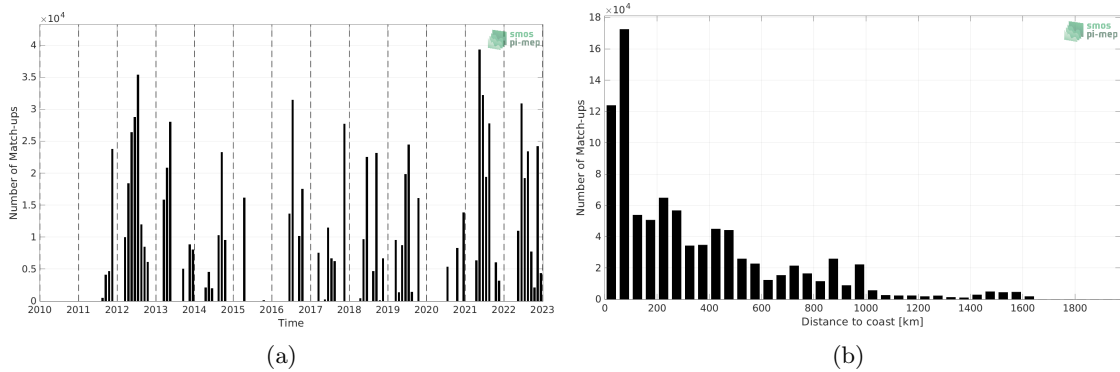 ×10⁴
smos
pi-mep
4
3.5
3
2.5
2
1.5
1
0.5
0
Number of Match-ups
2010 2011 2012 2013 2014 2015 2016 2017 2018 2019 2020 2021 2022 2023
Time
(a)
×10⁴
smos
pi-mep
18
16
14
12
10
8
6
4
2
0
Number of Match-ups
0 200 400 600 800 1000 1200 1400 1600 1800
Distance to coast [km]
(b)